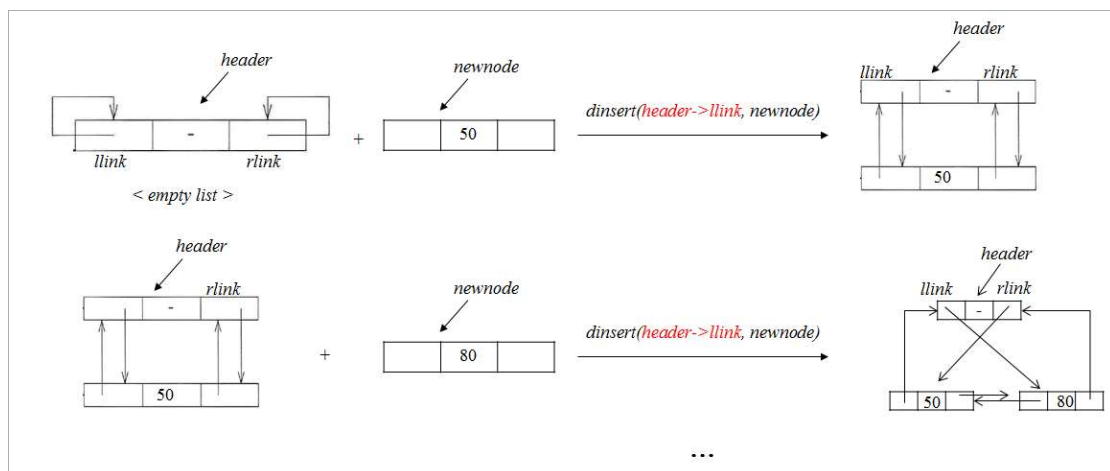 header
newnode
- 
+
50
dinsert(header->llink, newnode)
llink
rlink
< empty list >
header
llink
rlink
-
50
header
rlink
-
50
+
newnode
80
dinsert(header->llink, newnode)
header
llink
rlink
-
50
80
...